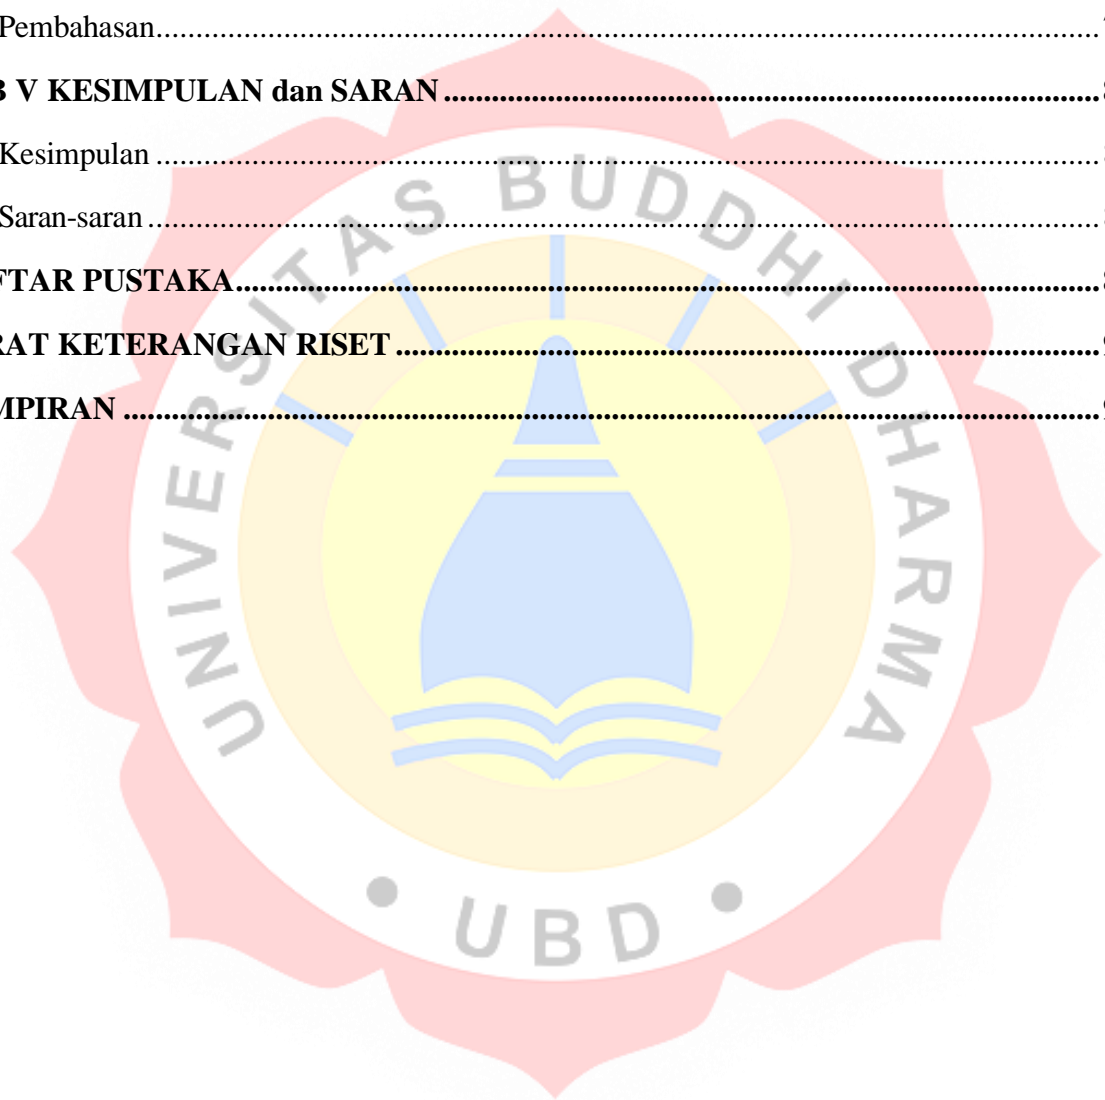 Pembahasan
V KESIMPULAN dan SARAN
Kesimpulan
Saran-saran
FTAR PUSTAKA
RAT KETERANGAN RISET
MPIRAN
UNIVERSITAS BUDDHI DHARMA
• UBD •